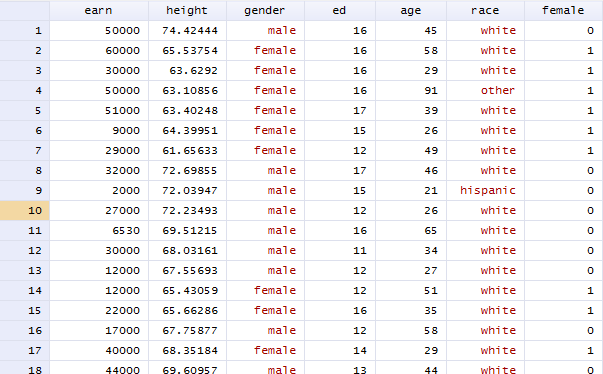 earn height gender ed age race female
1 50000 74.42444 male 16 45 white 0
2 60000 65.53754 female 16 58 white 1
3 30000 63.6292 female 16 29 white 1
4 50000 63.10856 female 16 91 other 1
5 51000 63.40248 female 17 39 white 1
6 9000 64.39951 female 15 26 white 1
7 29000 61.65633 female 12 49 white 1
8 32000 72.69855 male 17 46 white 0
9 2000 72.03947 male 15 21 hispanic 0
10 27000 72.23493 male 12 26 white 0
11 6530 69.51215 male 16 65 white 0
12 30000 68.03161 male 11 34 white 0
13 12000 67.55693 male 12 27 white 0
14 12000 65.43059 female 12 51 white 1
15 22000 65.66286 female 16 35 white 1
16 17000 67.75877 male 12 58 white 0
17 40000 68.35184 female 14 29 white 1
18 44000 69.60957 male 13 44 white 0